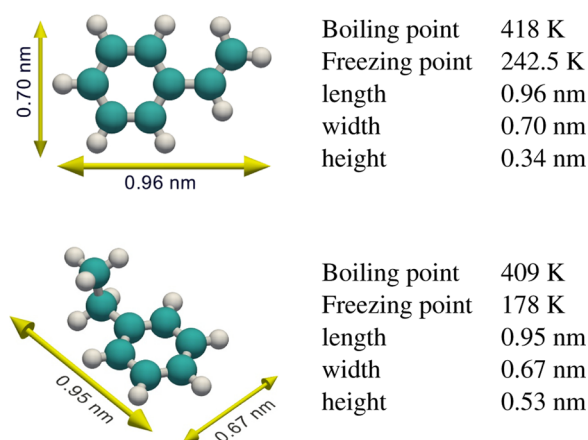 0.70 nm
0.96 nm
Boiling point 418 K
Freezing point 242.5 K
length 0.96 nm
width 0.70 nm
height 0.34 nm
0.95 nm
0.67 nm
Boiling point 409 K
Freezing point 178 K
length 0.95 nm
width 0.67 nm
height 0.53 nm